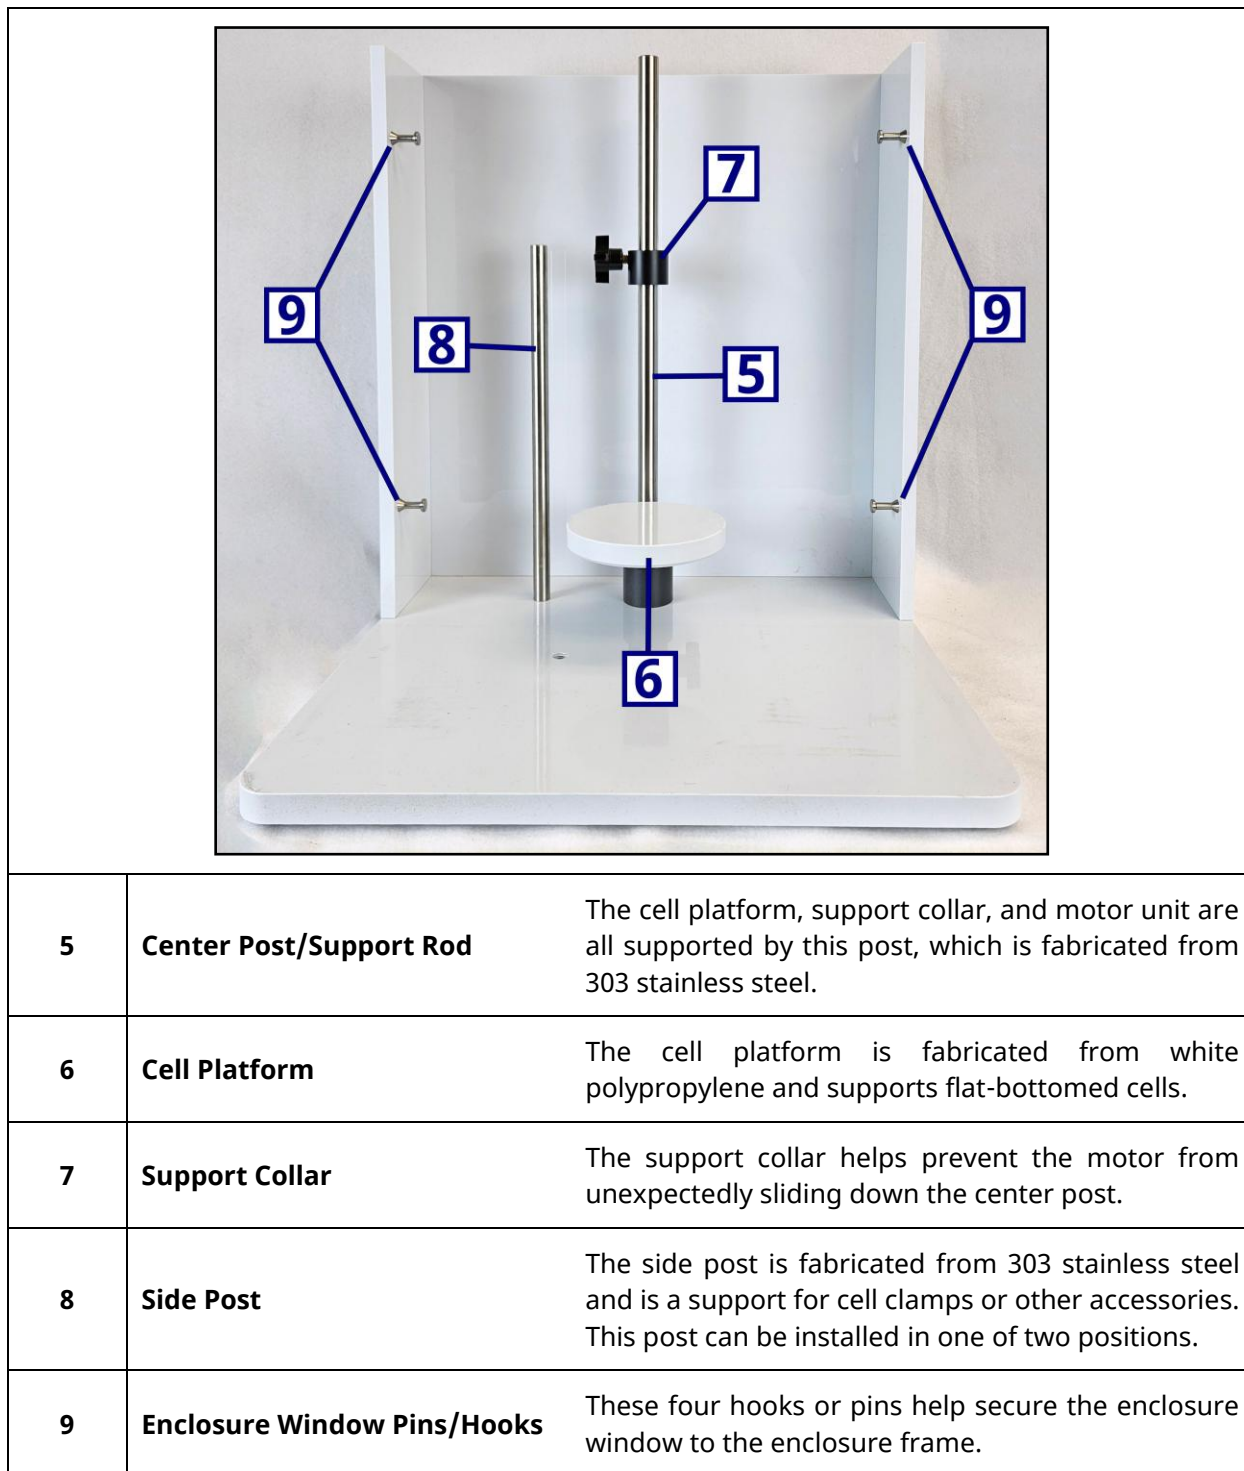 7
9
9
8
5
6
5
Center Post/Support Rod
The cell platform, support collar, and motor unit are
all supported by this post, which is fabricated from
303 stainless steel.
6
Cell Platform
The cell platform is fabricated from white
polypropylene and supports flat-bottomed cells.
7
Support Collar
The support collar helps prevent the motor from
unexpectedly sliding down the center post.
8
Side Post
The side post is fabricated from 303 stainless steel
and is a support for cell clamps or other accessories.
This post can be installed in one of two positions.
9
Enclosure Window Pins/Hooks
These four hooks or pins help secure the enclosure
window to the enclosure frame.